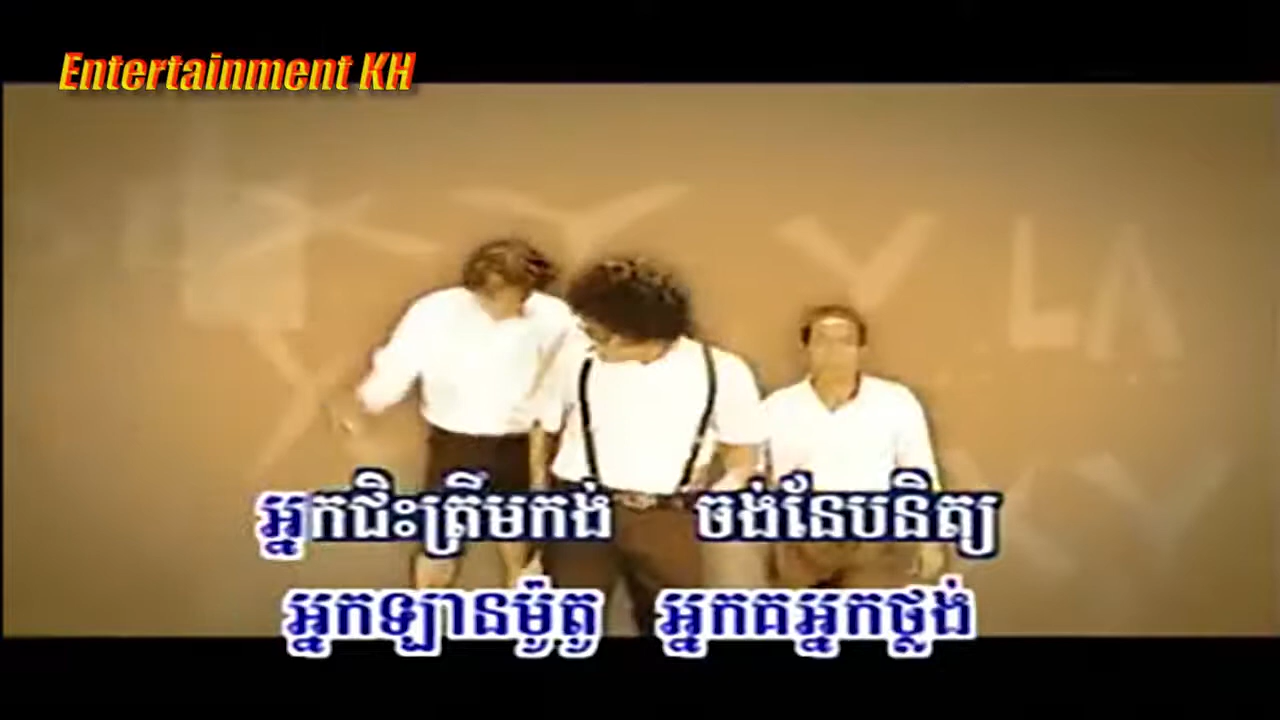 Entertainment KH
Y
Y
LA
អ្នកជិះត្រីមកង់ ចង់នែបនិត្យ
អ្នកឡានម៉ូតូ អ្នកគអ្នកថ្លង់